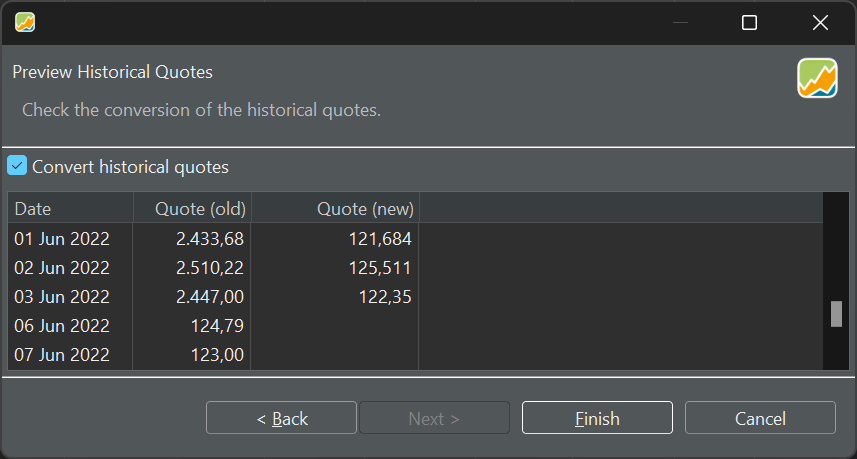 Preview Historical Quotes
Check the conversion of the historical quotes.
Convert historical quotes
Date Quote (old) Quote (new)
01 Jun 2022 2.433,68 121,684
02 Jun 2022 2.510,22 125,511
03 Jun 2022 2.447,00 122,35
06 Jun 2022 124,79
07 Jun 2022 123,00
< Back Next > Finish Cancel